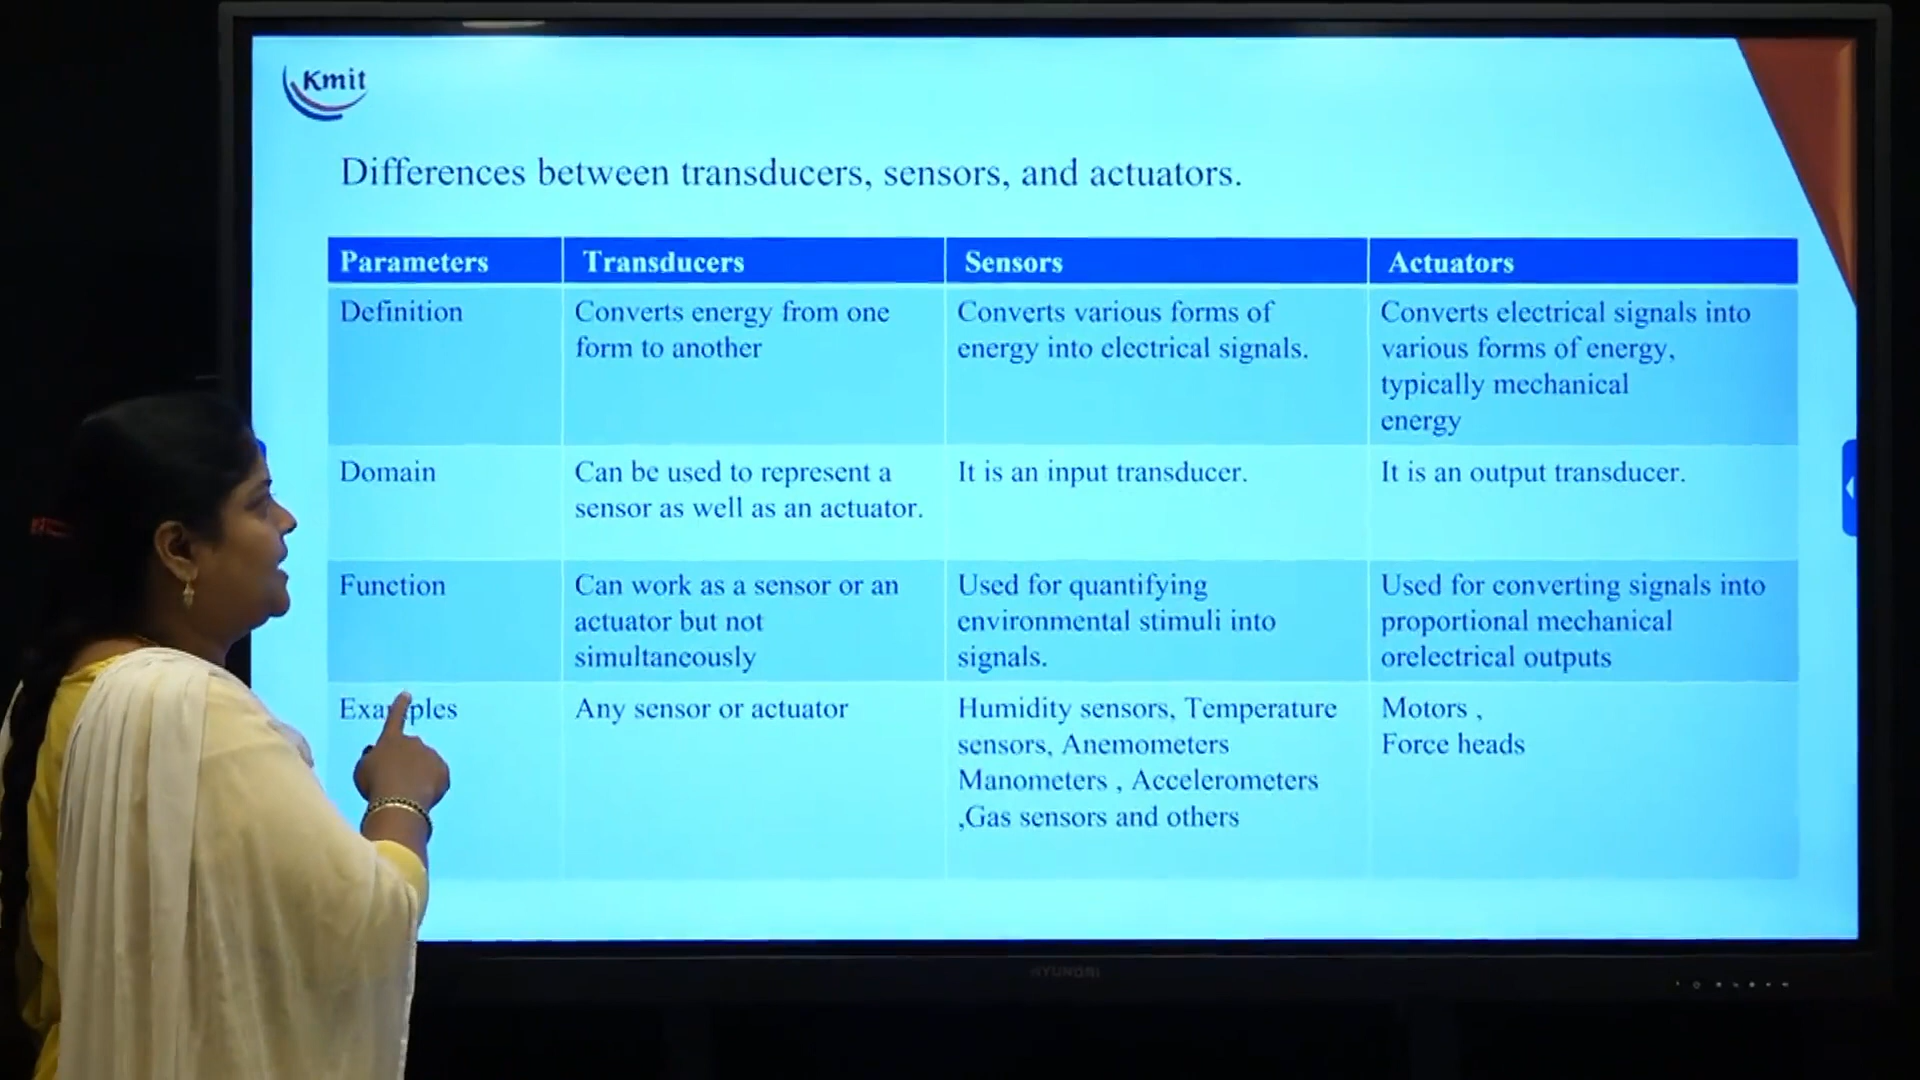 Kmit
Differences between transducers, sensors, and actuators.
Parameters
Transducers
Sensors
Actuators
Definition
Converts energy from one
form to another
Converts various forms of
energy into electrical signals.
Converts electrical signals into
various forms of energy,
typically mechanical
energy
Domain
Can be used to represent a
sensor as well as an actuator.
It is an input transducer.
It is an output transducer.
Function
Can work as a sensor or an
actuator but not
simultaneously
Used for quantifying
environmental stimuli into
signals.
Used for converting signals into
proportional mechanical
orelectrical outputs
Examples
Any sensor or actuator
Humidity sensors, Temperature
sensors, Anemometers
Manometers , Accelerometers
,Gas sensors and others
Motors ,
Force heads
HYUNDAI